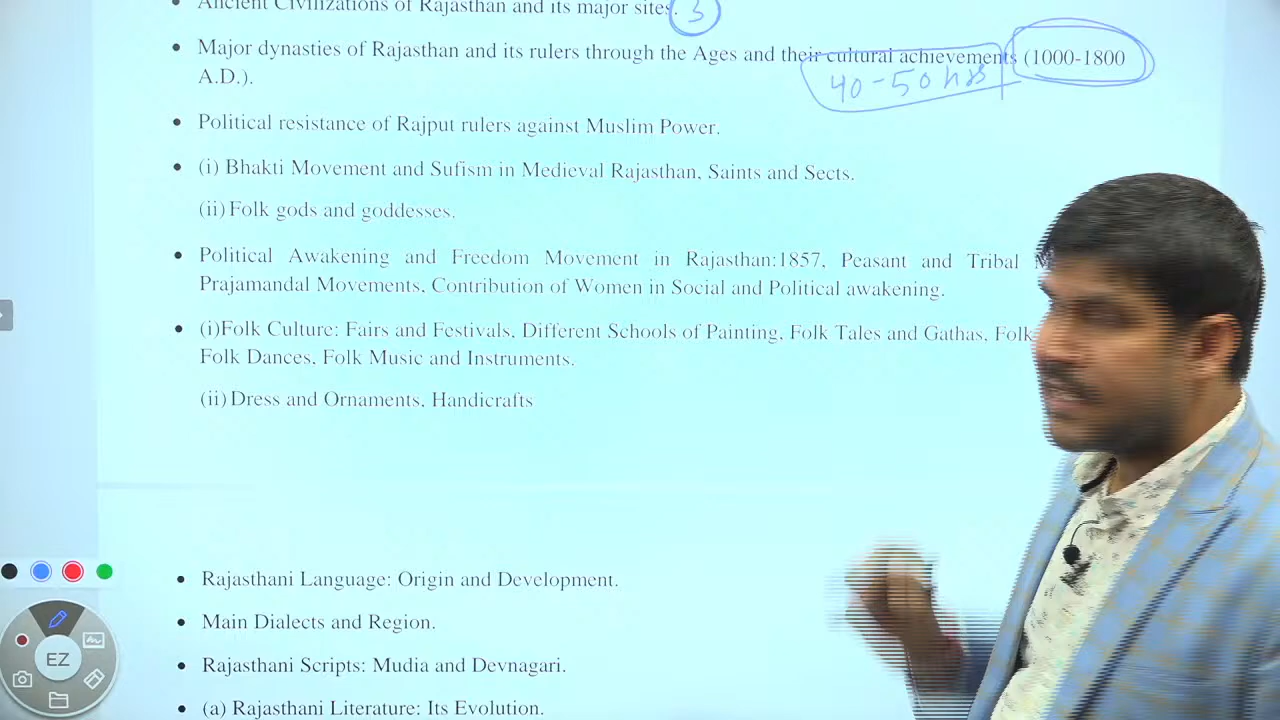 • Ancient Civilizations of Rajasthan and its major sites. 3
• Major dynasties of Rajasthan and its rulers through the Ages and their cultural achievements (1000-1800
A.D.).
40-50 hrs
• Political resistance of Rajput rulers against Muslim Power.
• (i) Bhakti Movement and Sufism in Medieval Rajasthan, Saints and Sects.
(ii) Folk gods and goddesses.
• Political Awakening and Freedom Movement in Rajasthan:1857, Peasant and Tribal
Prajamandal Movements, Contribution of Women in Social and Political awakening.
• (i)Folk Culture: Fairs and Festivals, Different Schools of Painting, Folk Tales and Gathas, Folk
Folk Dances, Folk Music and Instruments.
(ii) Dress and Ornaments, Handicrafts
• Rajasthani Language: Origin and Development.
• Main Dialects and Region.
• Rajasthani Scripts: Mudia and Devnagari.
• (a) Rajasthani Literature: Its Evolution.
EZ